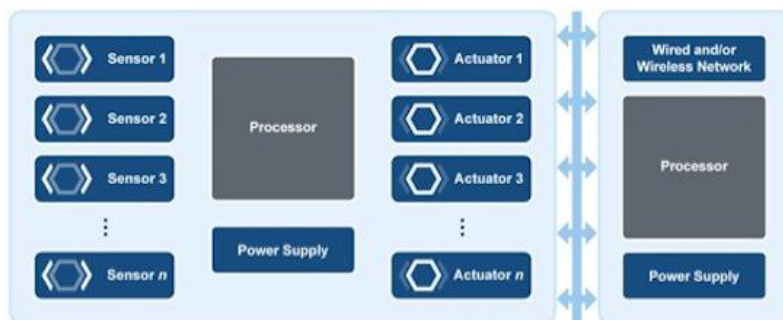 Sensor 1
Sensor 2
Sensor 3
Sensor n
Processor
Power Supply
Actuator 1
Actuator 2
Actuator 3
Actuator n
Wired and/or
Wireless Network
Processor
Power Supply